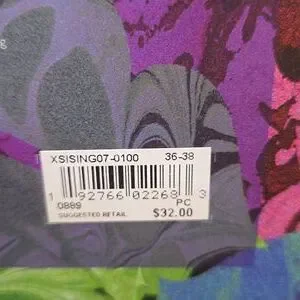 g
XSISING07-0100 36-38
1 92766 02268 3
0889 PC
SUGGESTED RETAIL $32.00